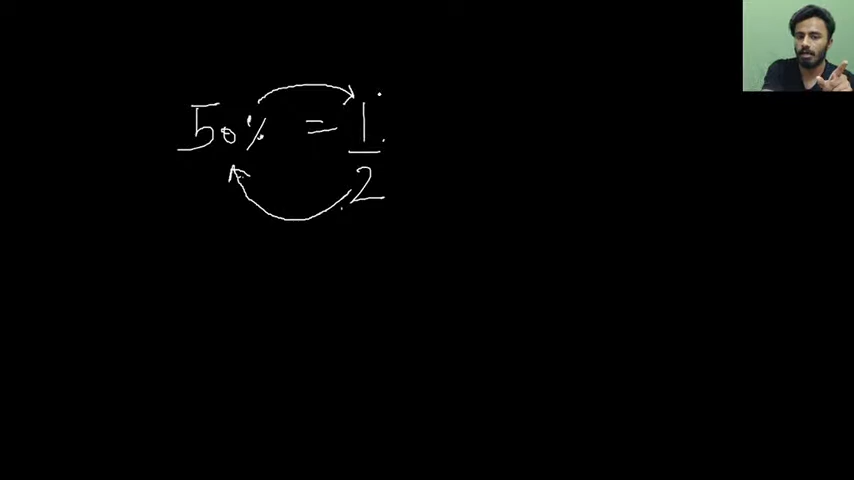 50% = 1/2